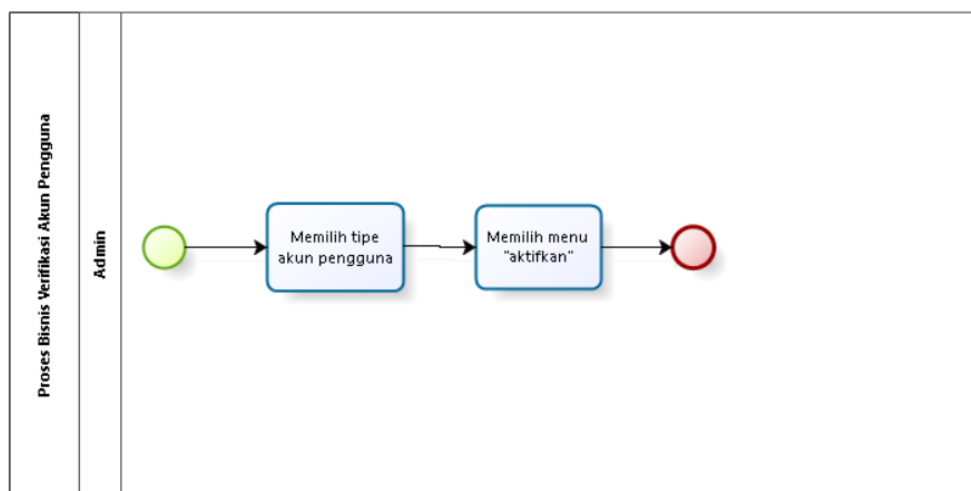 Proses Bisnis Verifikasi Akun Pengguna
Admin
Memilih tipe
akun pengguna
Memilih menu
"aktifkan"